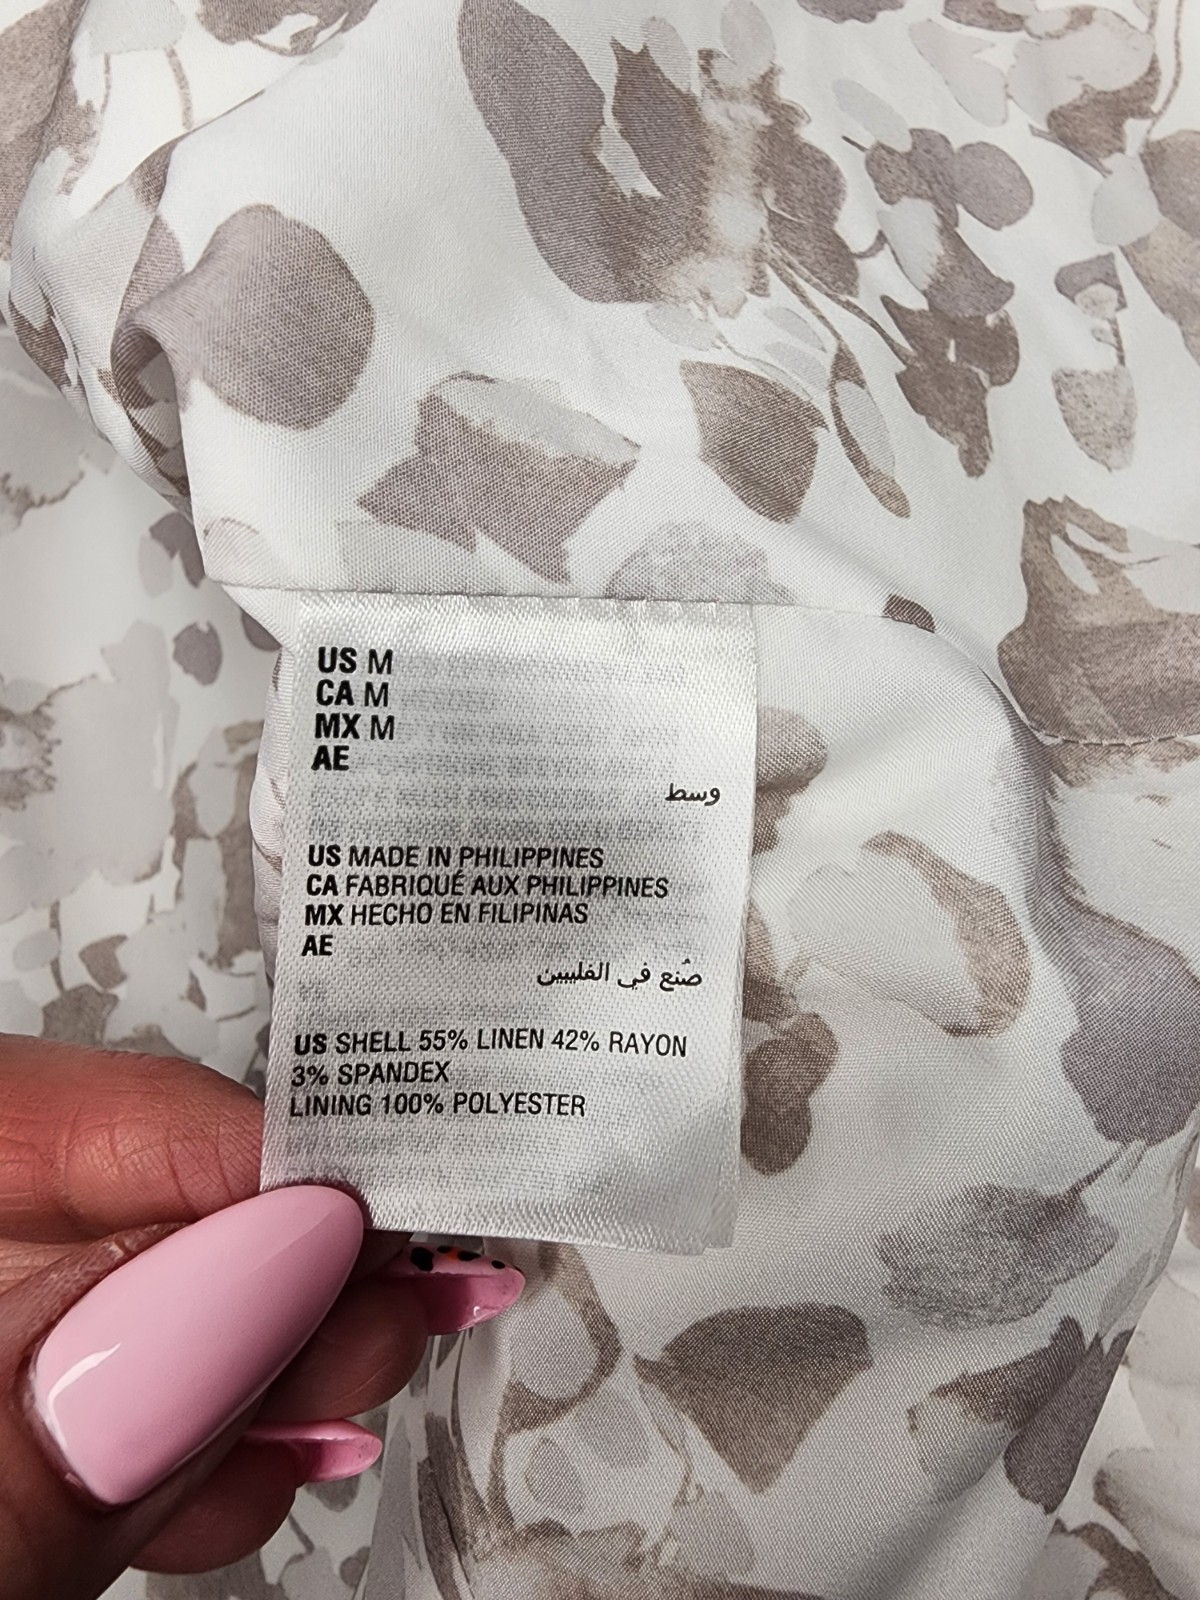 US M
CA M
MX M
AE
وسط
US MADE IN PHILIPPINES
CA FABRIQUÉ AUX PHILIPPINES
MX HECHO EN FILIPINAS
AE
صُنع في الفلبيين
US SHELL 55% LINEN 42% RAYON
3% SPANDEX
LINING 100% POLYESTER